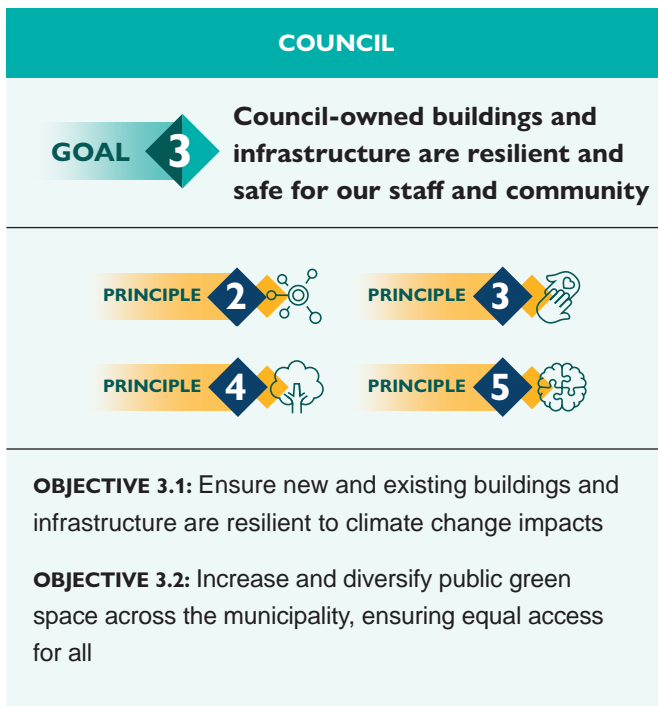 COUNCIL
GOAL 3
Council-owned buildings and
infrastructure are resilient and
safe for our staff and community
PRINCIPLE 2
PRINCIPLE 3
PRINCIPLE 4
PRINCIPLE 5
OBJECTIVE 3.1: Ensure new and existing buildings and
infrastructure are resilient to climate change impacts
OBJECTIVE 3.2: Increase and diversify public green
space across the municipality, ensuring equal access
for all